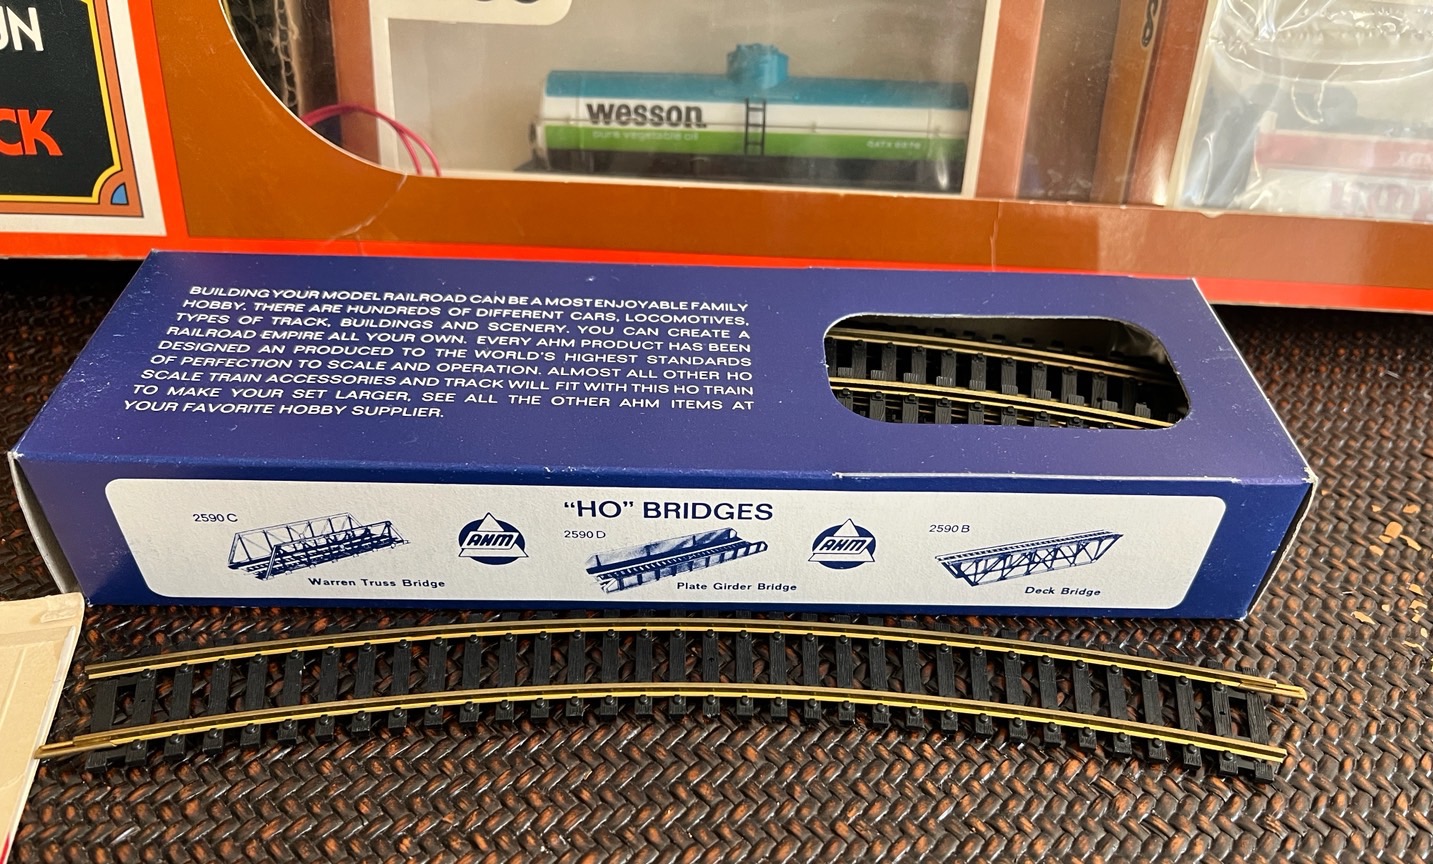 UN
CK
wesson
pure vegetable oil
GATX 9876
BUILDING YOUR MODEL RAILROAD CAN BE A MOST ENJOYABLE FAMILY
HOBBY. THERE ARE HUNDREDS OF DIFFERENT CARS, LOCOMOTIVES,
TYPES OF TRACK, BUILDINGS AND SCENERY. YOU CAN CREATE A
RAILROAD EMPIRE ALL YOUR OWN. EVERY AHM PRODUCT HAS BEEN
DESIGNED AN PRODUCED TO THE WORLD'S HIGHEST STANDARDS
OF PERFECTION TO SCALE AND OPERATION. ALMOST ALL OTHER HO
SCALE TRAIN ACCESSORIES AND TRACK WILL FIT WITH THIS HO TRAIN
TO MAKE YOUR SET LARGER, SEE ALL THE OTHER AHM ITEMS AT
YOUR FAVORITE HOBBY SUPPLIER.
"HO" BRIDGES
2590 C
Warren Truss Bridge
AHM
2590 D
Plate Girder Bridge
AHM
2590 B
Deck Bridge